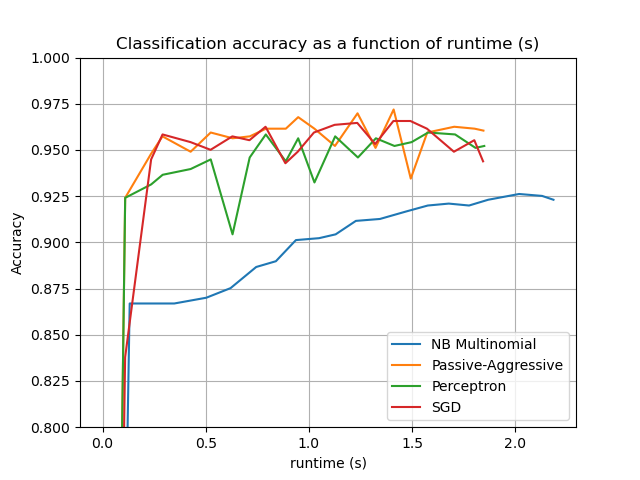 Classification accuracy as a function of runtime (s)
1.000
0.975
0.950
0.925
0.900
0.875
0.850
0.825
0.800
Accuracy
NB Multinomial
Passive-Aggressive
Perceptron
SGD
0.0 0.5 1.0 1.5 2.0
runtime (s)